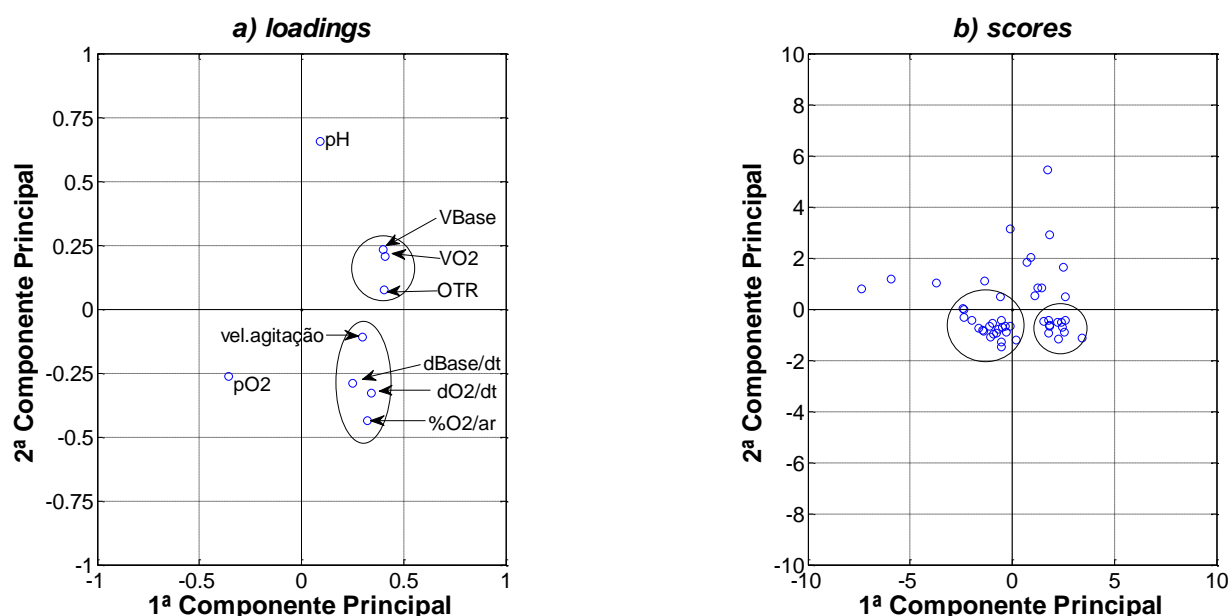 a) loadings
1
0.75
0.5
0.25
0
-0.25
-0.5
-0.75
-1
-1
-0.5
0
0.5
1
2ª Componente Principal
1ª Componente Principal
pH
VBase
VO2
OTR
vel.agitação
dBase/dt
pO2
dO2/dt
%O2/ar
b) scores
10
8
6
4
2
0
-2
-4
-6
-8
-10
-10
-5
0
5
10
2ª Componente Principal
1ª Componente Principal